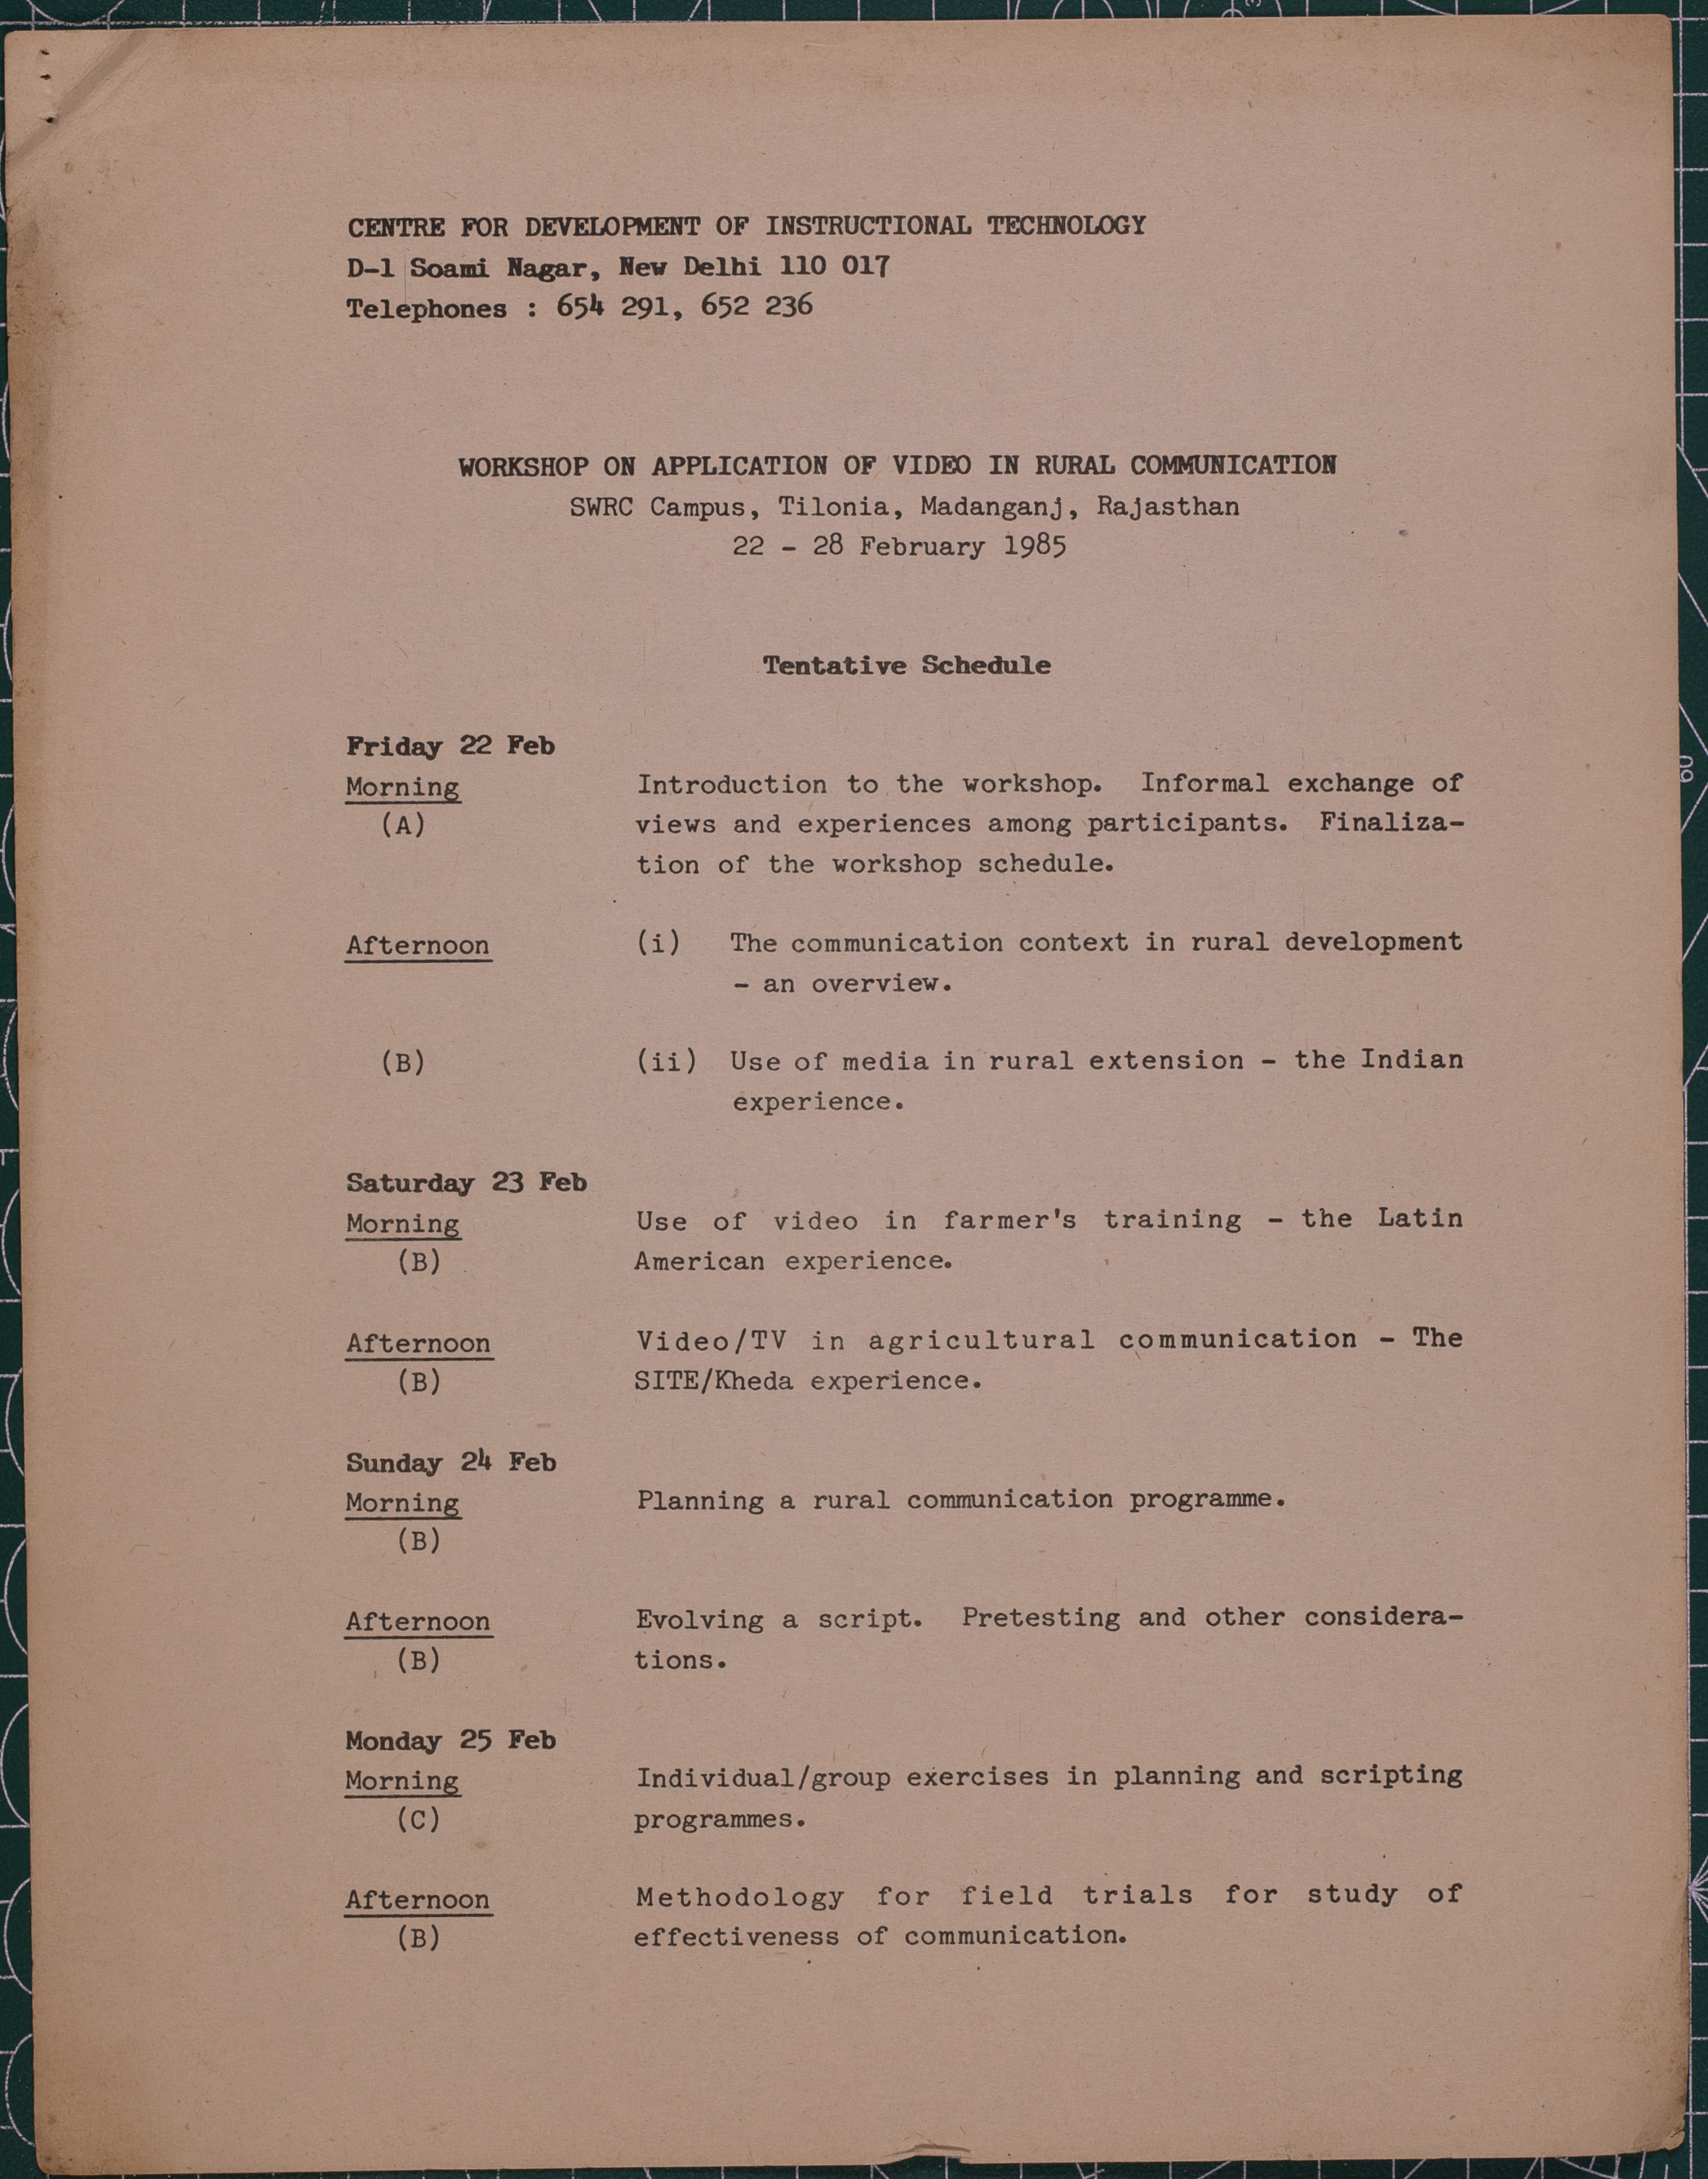 CENTRE FOR DEVELOPMENT OF INSTRUCTIONAL TECHNOLOGY
D-1 Soami Nagar, New Delhi 110 017
Telephones : 654 291, 652 236
WORKSHOP ON APPLICATION OF VIDEO IN RURAL COMMUNICATION
SWRC Campus, Tilonia, Madanganj, Rajasthan
22 - 28 February 1985
Tentative Schedule
Friday 22 Feb
Morning Introduction to the workshop. Informal exchange of
(A) views and experiences among participants. Finaliza-
tion of the workshop schedule.
Afternoon (i) The communication context in rural development
- an overview.
(B) (ii) Use of media in rural extension - the Indian
experience.
Saturday 23 Feb
Morning Use of video in farmer's training - the Latin
(B) American experience.
Afternoon Video/TV in agricultural communication - The
(B) SITE/Kheda experience.
Sunday 24 Feb
Morning Planning a rural communication programme.
(B)
Afternoon Evolving a script. Pretesting and other considera-
(B) tions.
Monday 25 Feb
Morning Individual/group exercises in planning and scripting
(C) programmes.
Afternoon Methodology for field trials for study of
(B) effectiveness of communication.
60